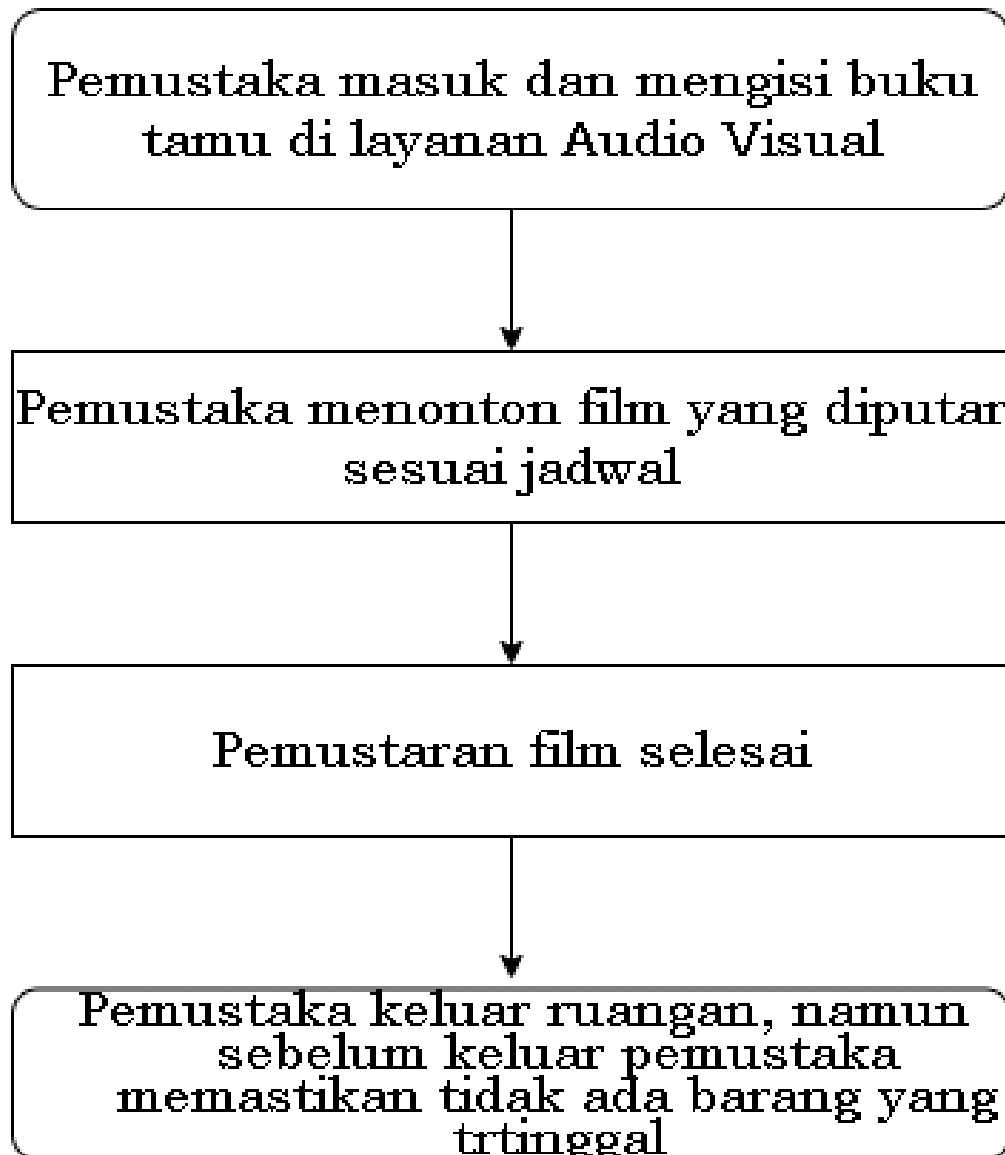 Pemustaka masuk dan mengisi buku
tamu di layanan Audio Visual
Pemustaka menonton film yang diputar
sesuai jadwal
Pemustaran film selesai
Pemustaka keluar ruangan, namun
sebelum keluar pemustaka
memastikan tidak ada barang yang
trtinggal